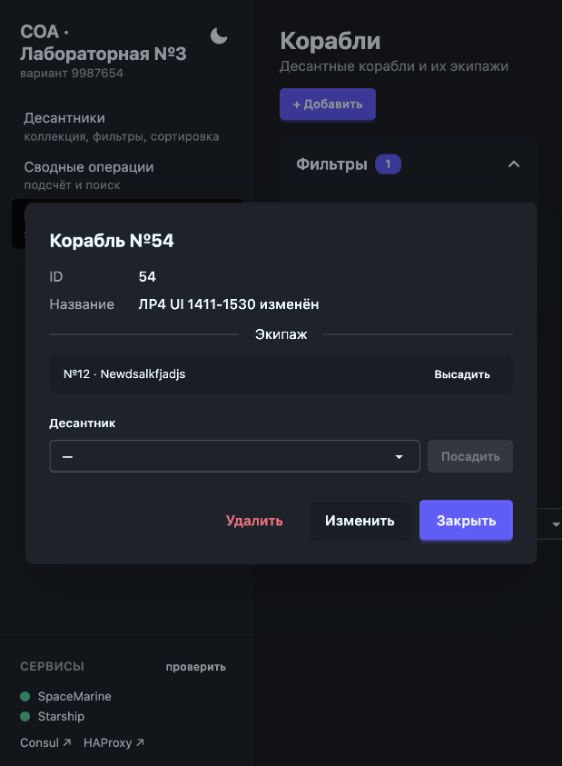 СОА ·
Лабораторная №3
вариант 9987654
Десантники
коллекция, фильтры, сортировка
Сводные операции
подсчёт и поиск
Корабли
Десантные корабли и их экипажи
+ Добавить
Фильтры 1
Корабль №54
ID 54
Название ЛР4 UI 1411-1530 изменён
Экипаж
№12 · Newdsalkfjadjs Высадить
Десантник
— Посадить
Удалить Изменить Закрыть
СЕРВИСЫ проверить
SpaceMarine
Starship
Consul ↗ HAProxy ↗